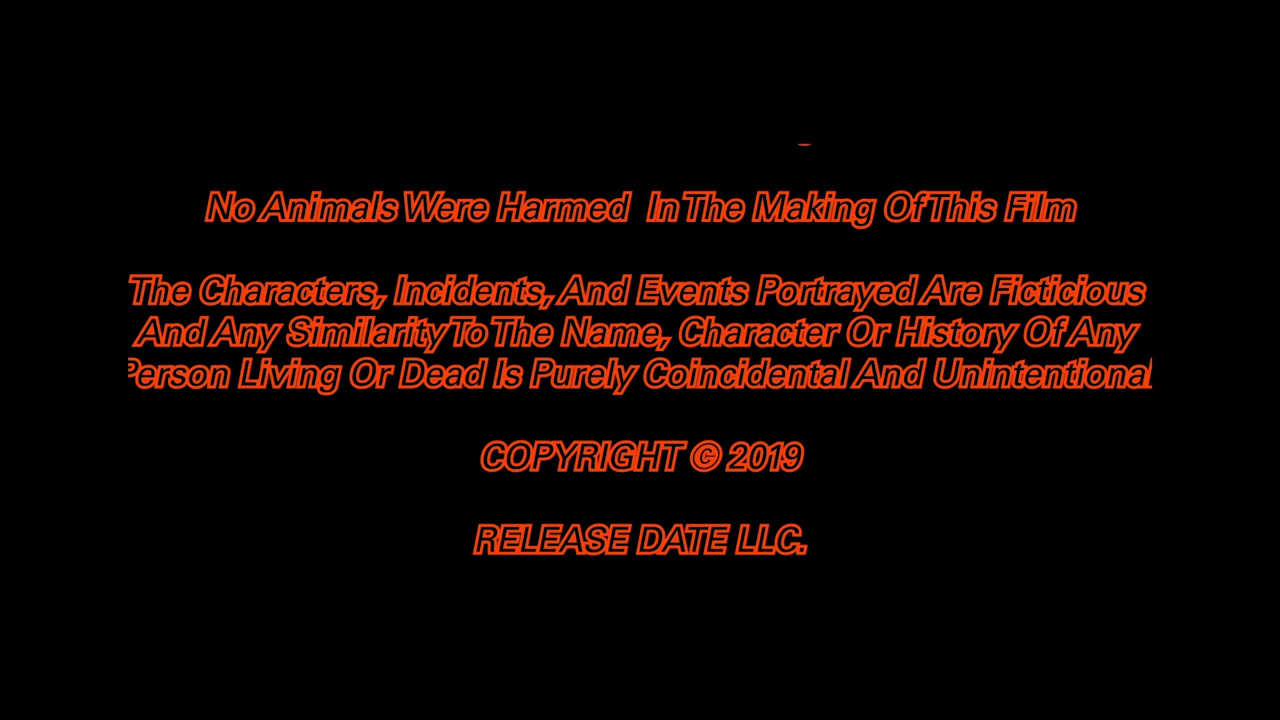 No Animals Were Harmed In The Making Of This Film
The Characters, Incidents, And Events Portrayed Are Ficticious
And Any Similarity To The Name, Character Or History Of Any
Person Living Or Dead Is Purely Coincidental And Unintentional
COPYRIGHT © 2019
RELEASE DATE LLC.